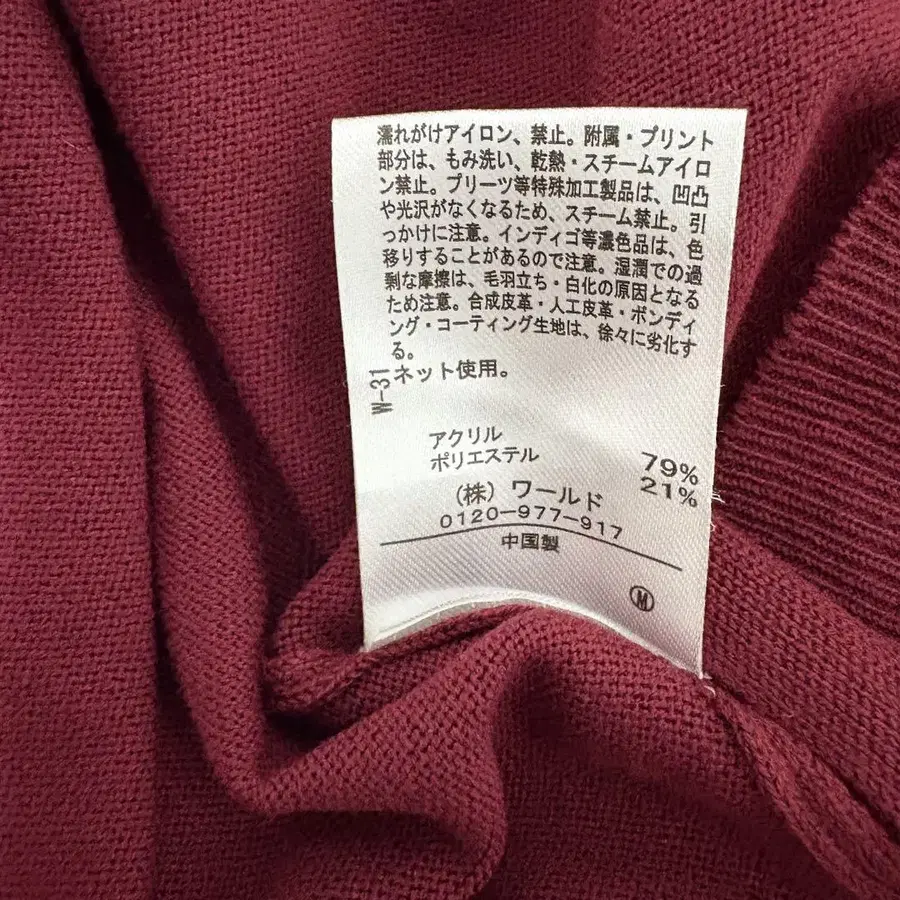 濡れがけアイロン、禁止。附属・プリント
部分は、もみ洗い、乾熱・スチームアイロ
ン禁止。プリーツ等特殊加工製品は、凹凸
や光沢がなくなるため、スチーム禁止。引
っかけに注意。インディゴ等濃色品は、色
移りすることがあるので注意。湿潤での過
剰な摩擦は、毛羽立ち・白化の原因となる
ため注意。合成皮革・人工皮革・ボンディ
ング・コーティング生地は、徐々に劣化す
る。
ネット使用。
W-31
アクリル 79%
ポリエステル 21%
(株) ワールド
0120-977-917
中国製
M